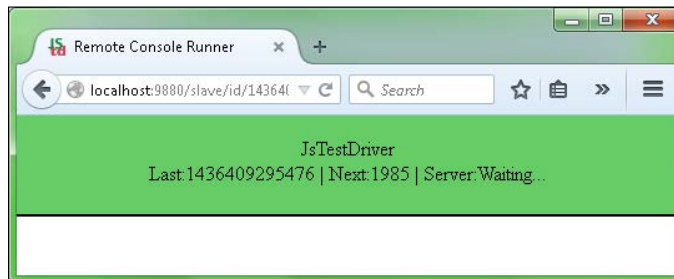 Remote Console Runner
localhost:9880/slave/id/14364
Search
JsTestDriver
Last:1436409295476 | Next:1985 | Server:Waiting...